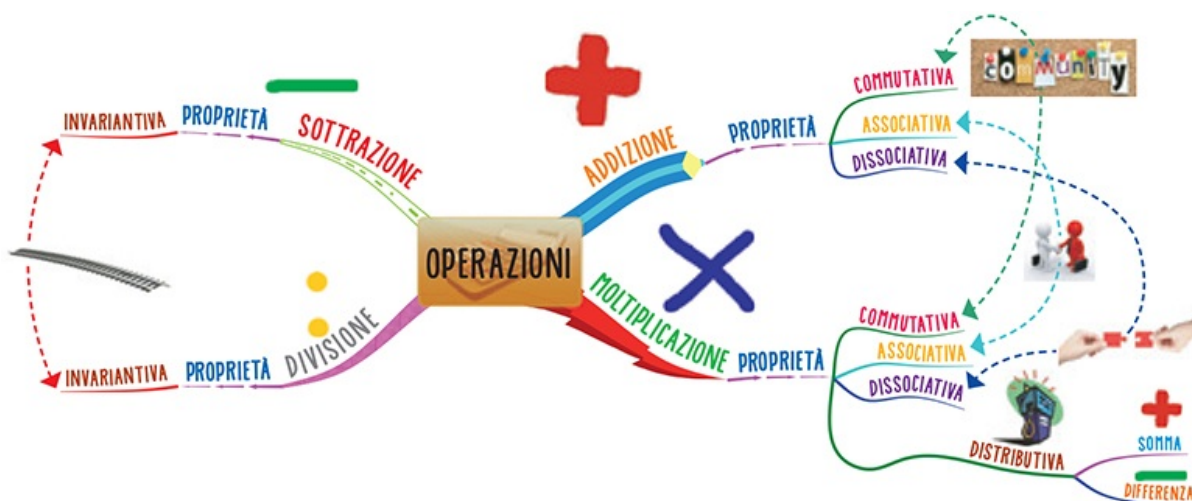 COMMUNITY
COMMUTATIVA
ASSOCIATIVA
DISSOCIATIVA
PROPRIETÀ
ADDIZIONE
SOTTRAZIONE
PROPRIETÀ
INVARIANTIVA
OPERAZIONI
MOLTIPLICAZIONE
PROPRIETÀ
COMMUTATIVA
ASSOCIATIVA
DISSOCIATIVA
DISTRIBUTIVA
SOMMA
DIFFERENZA
DIVISIONE
PROPRIETÀ
INVARIANTIVA